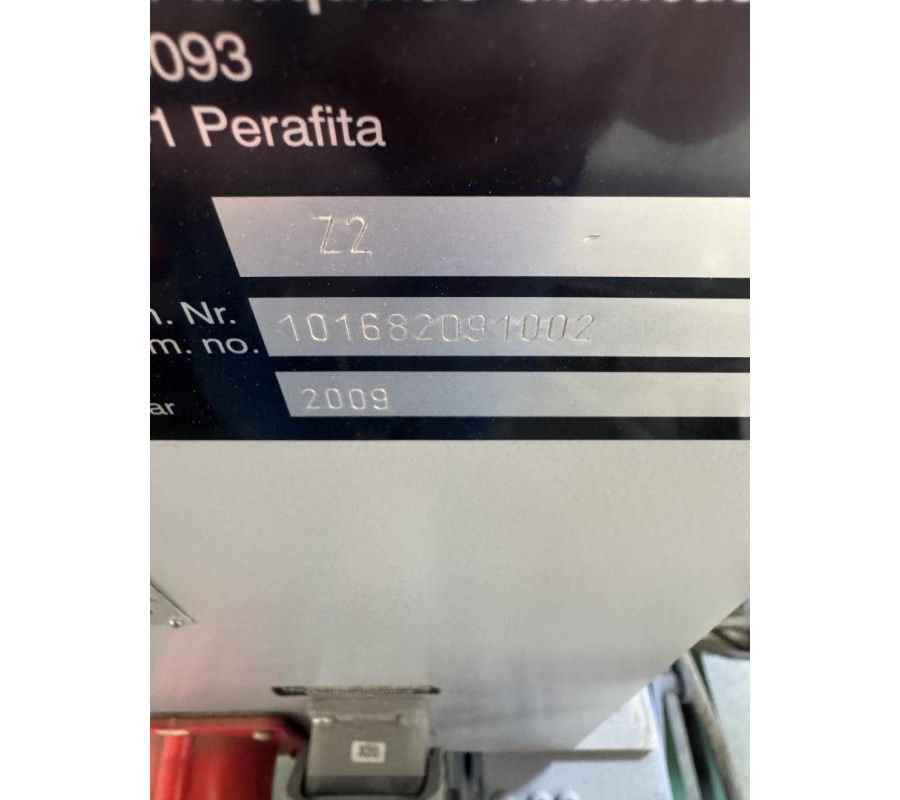 093
1 Perafita
Z2 -
. Nr. 101682091002
m. no.
ar 2009